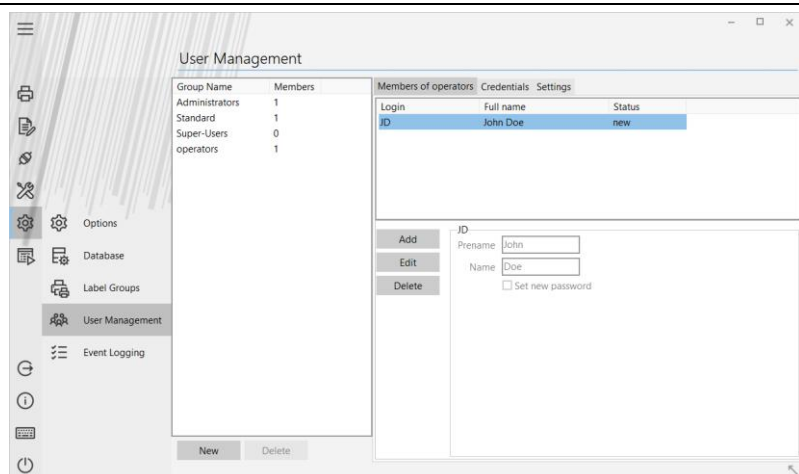 User Management
Group Name Members
Administrators 1
Standard 1
Super-Users 0
operators 1
Members of operators Credentials Settings
Login Full name Status
JD John Doe new
Options
Database
Label Groups
User Management
Event Logging
Add
Edit
Delete
JD
Prename John
Name Doe
Set new password
New Delete